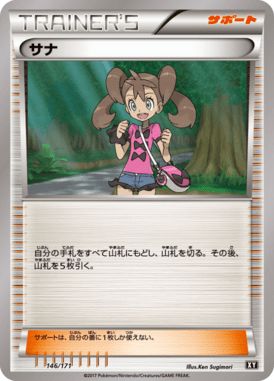 TRAINER'S
サポート
サナ
自分の手札をすべて山札にもどし、山札を切る。その後、
山札を5枚引く。
サポートは、自分の番に1枚しか使えない。
146/171
XY
©2017 Pokémon/Nintendo/Creatures/GAME FREAK.
Illus.Ken Sugimori